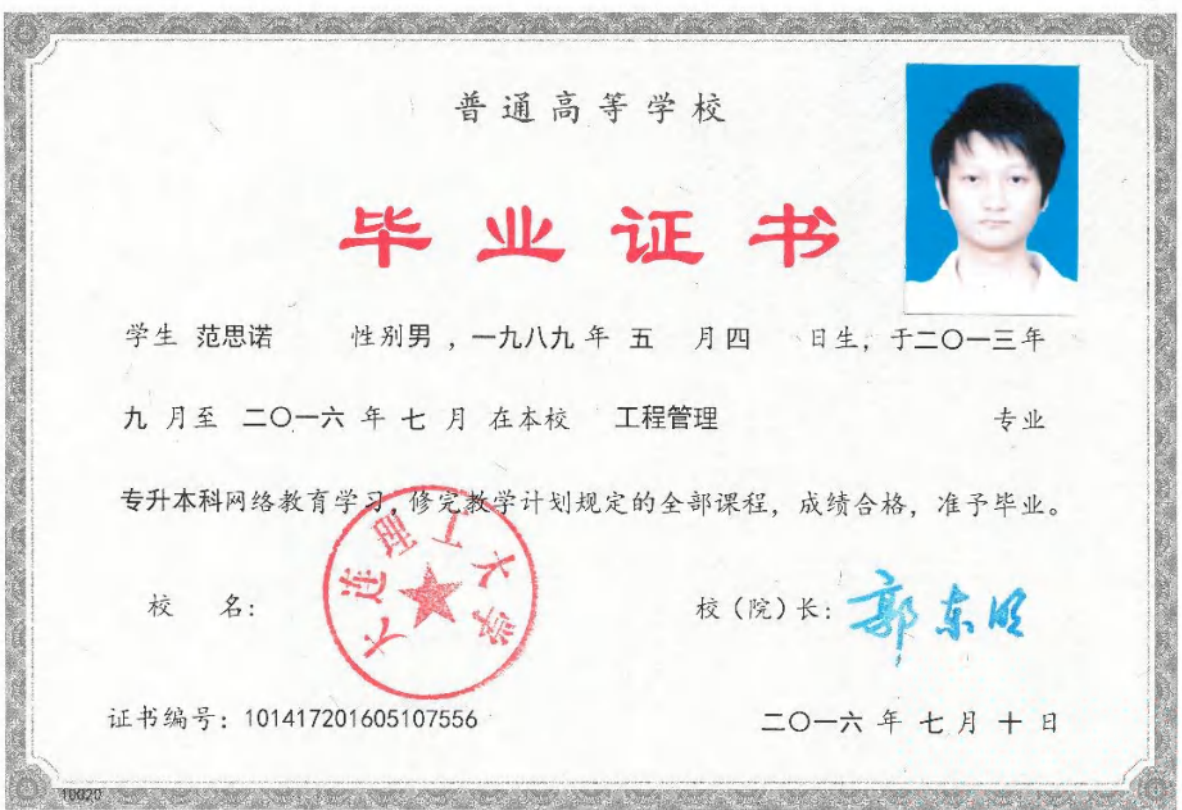 普通高等学校
毕业证书
学生 范思诺 性别男，一九八九年 五 月四 日生，于二〇一三年
九 月至 二〇一六 年 七 月 在本校 工程管理 专业
专升本科网络教育学习，修完教学计划规定的全部课程，成绩合格，准予毕业。
大连理工大学
校 名： 校（院）长：郭东明
证书编号：101417201605107556 二〇一六 年 七 月 十 日
10020